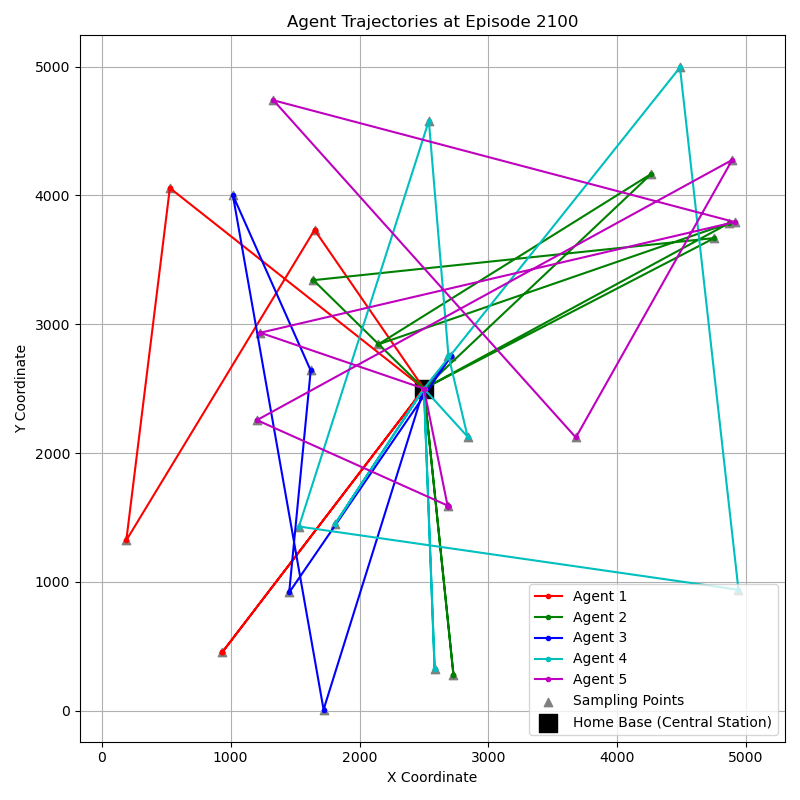 Agent Trajectories at Episode 2100
Y Coordinate
5000
4000
3000
2000
1000
0
0 1000 2000 3000 4000 5000
X Coordinate
Agent 1
Agent 2
Agent 3
Agent 4
Agent 5
Sampling Points
Home Base (Central Station)